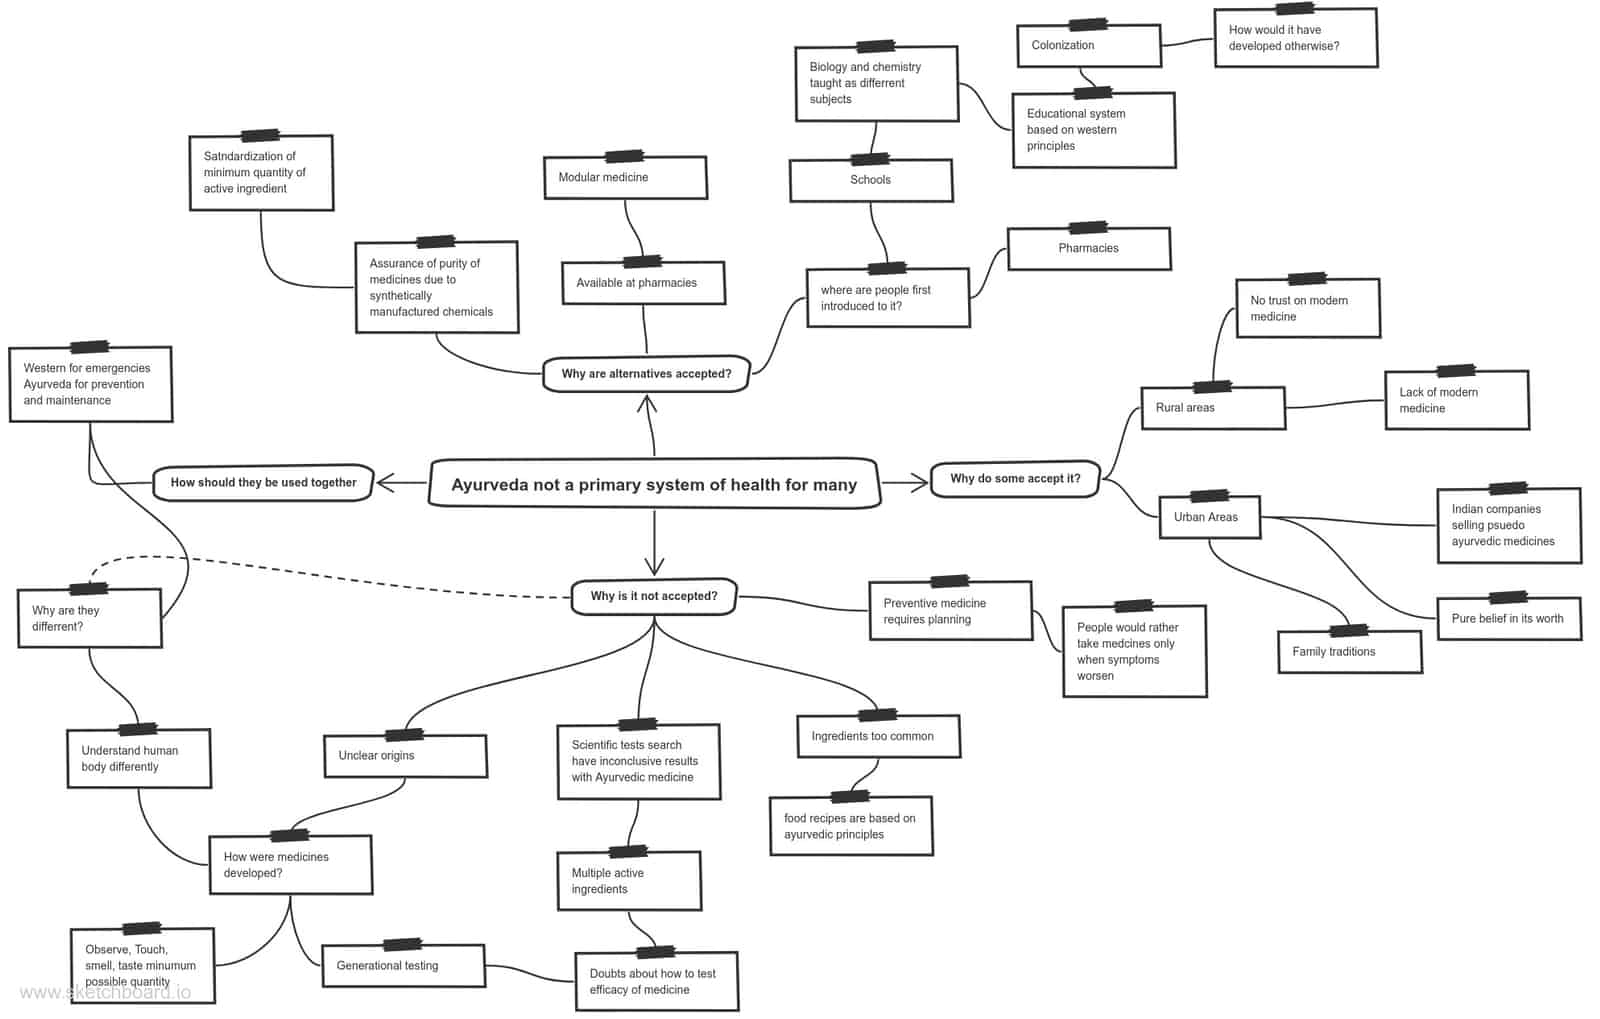 How would it have
developed otherwise?
Colonization
Biology and chemistry
taught as differrent
subjects
Educational system
based on western
principles
Satndardization of
minimum quantity of
active ingredient
Modular medicine
Schools
Pharmacies
Assurance of purity of
medicines due to
synthetically
manufactured chemicals
Available at pharmacies
where are people first
introduced to it?
No trust on modern
medicine
Western for emergencies
Ayurveda for prevention
and maintenance
Why are alternatives accepted?
Rural areas
Lack of modern
medicine
How should they be used together
Ayurveda not a primary system of health for many
Why do some accept it?
Urban Areas
Indian companies
selling psuedo
ayurvedic medicines
Why are they
differrent?
Why is it not accepted?
Preventive medicine
requires planning
People would rather
take medcines only
when symptoms
worsen
Pure belief in its worth
Family traditions
Understand human
body differently
Unclear origins
Scientific tests search
have inconclusive results
with Ayurvedic medicine
Ingredients too common
food recipes are based on
ayurvedic principles
How were medicines
developed?
Multiple active
ingredients
Observe, Touch,
smell, taste minumum
possible quantity
Generational testing
Doubts about how to test
efficacy of medicine
www.sketchboard.io